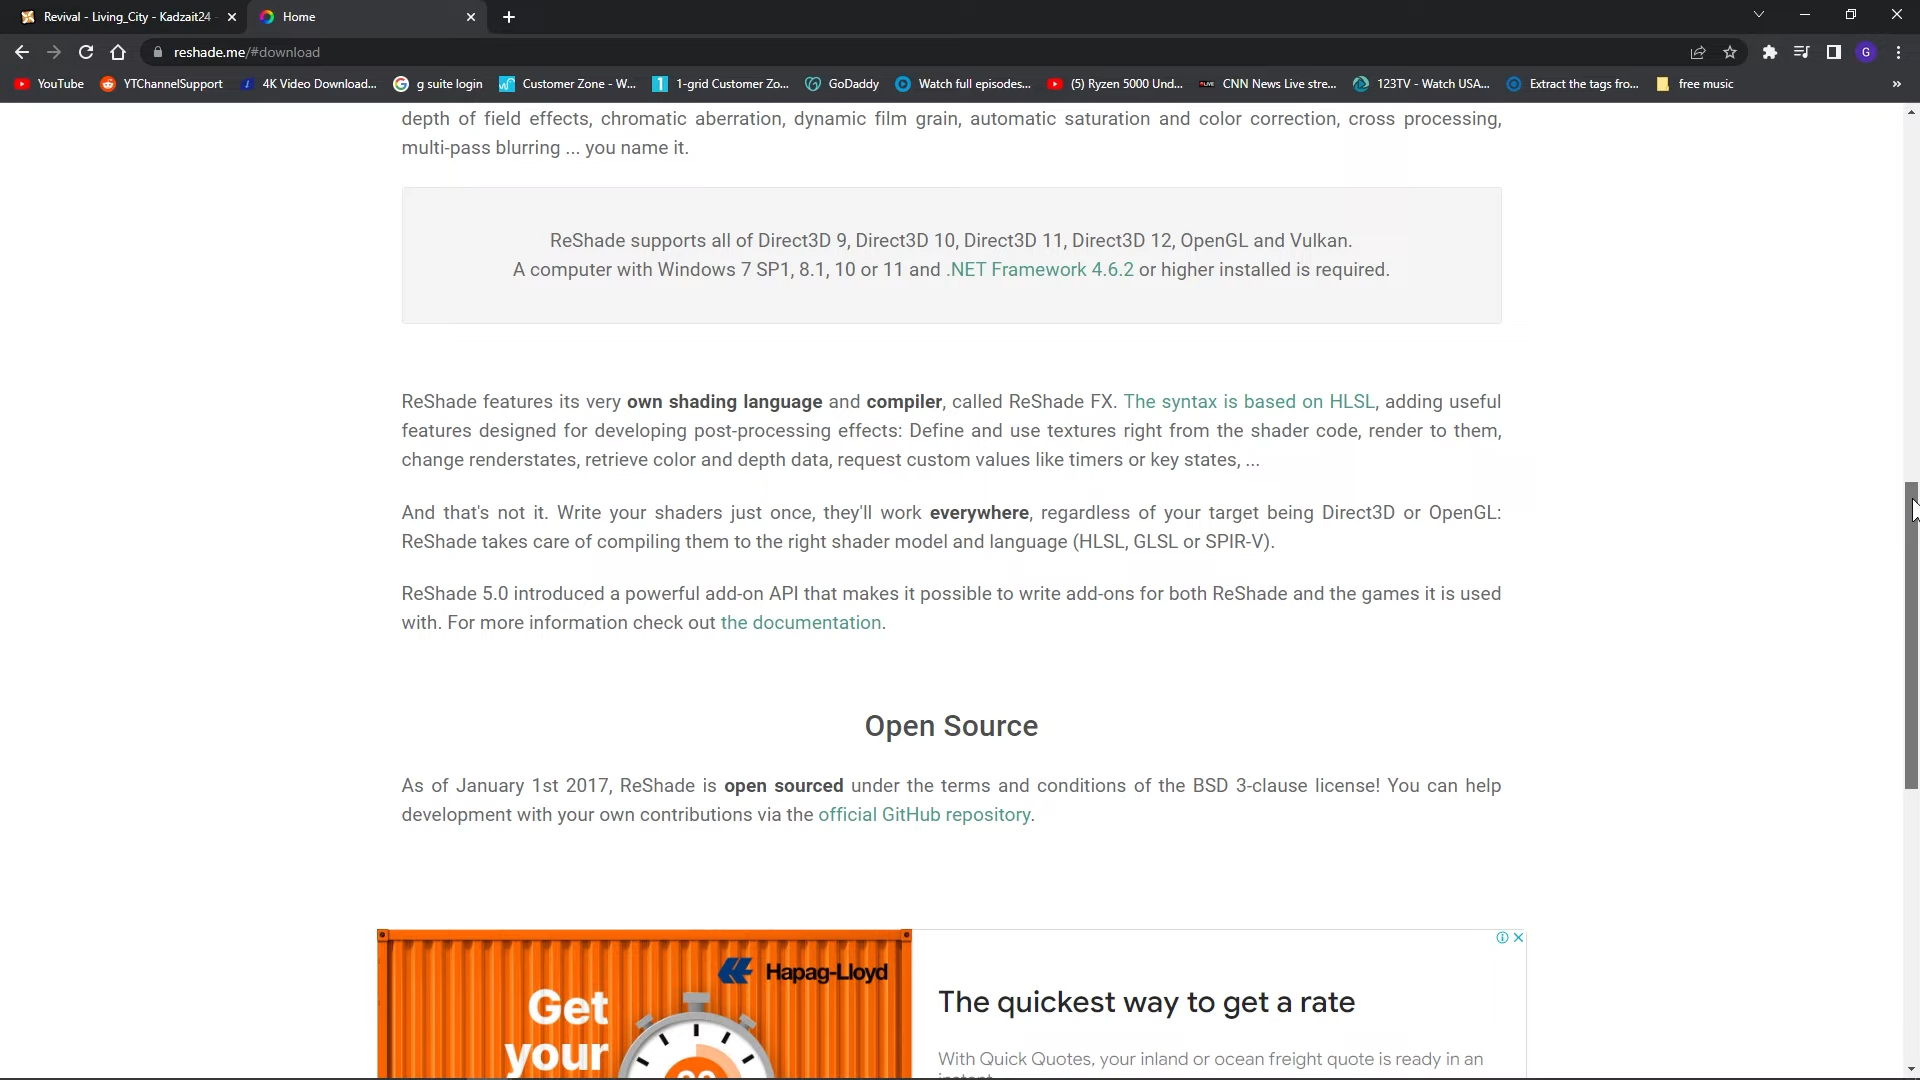 Revival - Living_City - Kadzait24
Home
reshade.me/#download
G
YouTube
YTChannelSupport
4K Video Download...
g suite login
Customer Zone - W...
1-grid Customer Zo...
GoDaddy
Watch full episodes...
(5) Ryzen 5000 Und...
CNN News Live stre...
123TV - Watch USA...
Extract the tags fro...
free music
depth of field effects, chromatic aberration, dynamic film grain, automatic saturation and color correction, cross processing,
multi-pass blurring ... you name it.
ReShade supports all of Direct3D 9, Direct3D 10, Direct3D 11, Direct3D 12, OpenGL and Vulkan.
A computer with Windows 7 SP1, 8.1, 10 or 11 and .NET Framework 4.6.2 or higher installed is required.
ReShade features its very own shading language and compiler, called ReShade FX. The syntax is based on HLSL, adding useful
features designed for developing post-processing effects: Define and use textures right from the shader code, render to them,
change renderstates, retrieve color and depth data, request custom values like timers or key states, ...
And that's not it. Write your shaders just once, they'll work everywhere, regardless of your target being Direct3D or OpenGL:
ReShade takes care of compiling them to the right shader model and language (HLSL, GLSL or SPIR-V).
ReShade 5.0 introduced a powerful add-on API that makes it possible to write add-ons for both ReShade and the games it is used
with. For more information check out the documentation.
Open Source
As of January 1st 2017, ReShade is open sourced under the terms and conditions of the BSD 3-clause license! You can help
development with your own contributions via the official GitHub repository.
Hapag-Lloyd
Get
your
The quickest way to get a rate
With Quick Quotes, your inland or ocean freight quote is ready in an